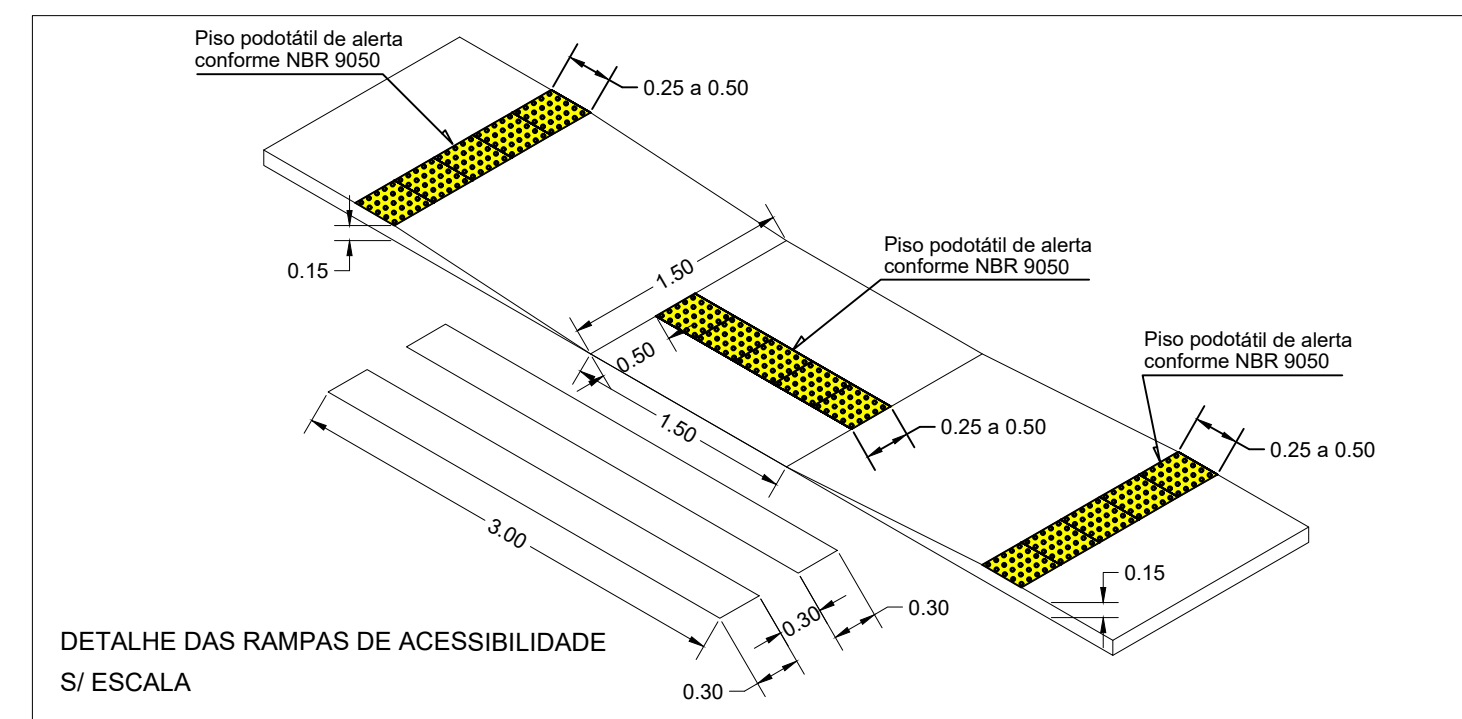 Piso podotátil de alerta
conforme NBR 9050
0.25 a 0.50
0.15
1.50
Piso podotátil de alerta
conforme NBR 9050
0.50
1.50
0.25 a 0.50
Piso podotátil de alerta
conforme NBR 9050
0.25 a 0.50
0.15
3.00
0.30
0.30
0.30
DETALHE DAS RAMPAS DE ACESSIBILIDADE
S/ ESCALA